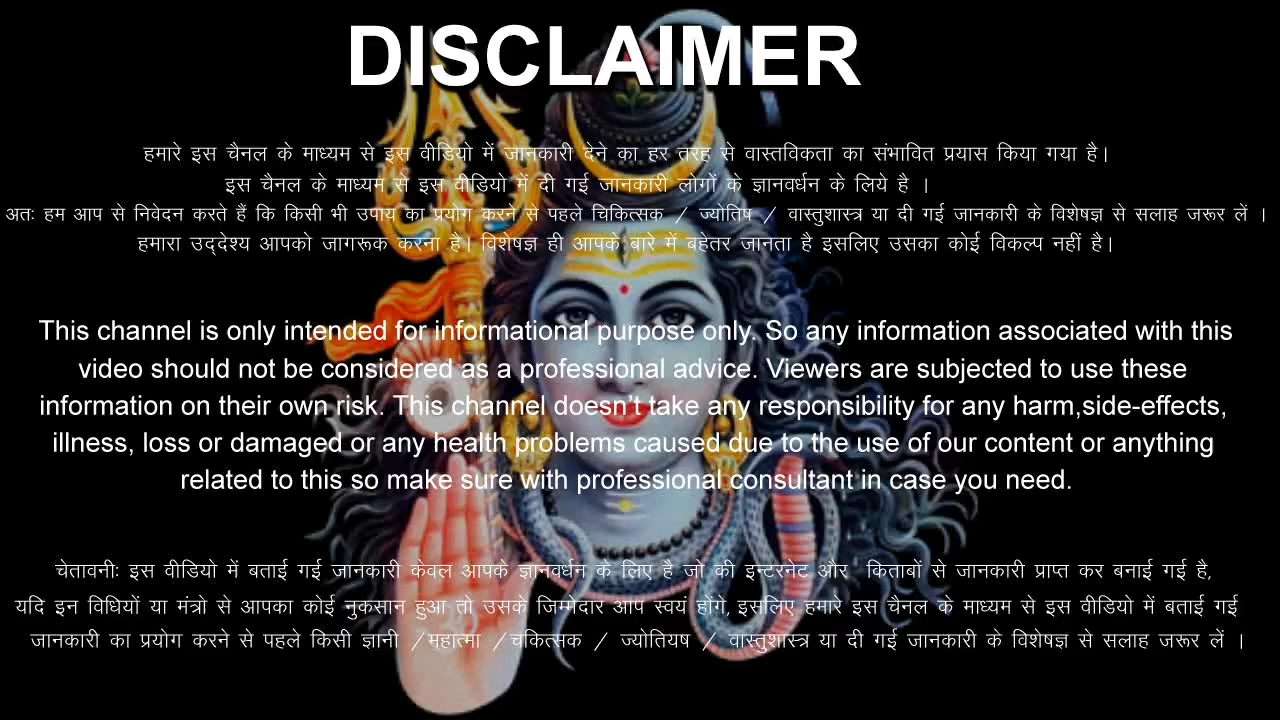 DISCLAIMER
हमारे इस चैनल के माध्यम से इस वीडियो में जानकारी देने का हर तरह से वास्तविकता का संभावित प्रयास किया गया है।
इस चैनल के माध्यम से इस वीडियो में दी गई जानकारी लोगों के ज्ञानवर्धन के लिये है ।
अतः हम आप से निवेदन करते हैं कि किसी भी उपाय का प्रयोग करने से पहले चिकित्सक / ज्योतिष / वास्तुशास्त्र या दी गई जानकारी के विशेषज्ञ से सलाह जरूर लें ।
हमारा उद्देश्य आपको जागरूक करना है। विशेषज्ञ ही आपके बारे में बहेतर जानता है इसलिए उसका कोई विकल्प नहीं है।
This channel is only intended for informational purpose only. So any information associated with this
video should not be considered as a professional advice. Viewers are subjected to use these
information on their own risk. This channel doesn't take any responsibility for any harm,side-effects,
illness, loss or damaged or any health problems caused due to the use of our content or anything
related to this so make sure with professional consultant in case you need.
चेतावनीः इस वीडियो में बताई गई जानकारी केवल आपके ज्ञानवर्धन के लिए है जो की इन्टरनेट और किताबों से जानकारी प्राप्त कर बनाई गई है,
यदि इन विधियों या मंत्रो से आपका कोई नुकसान हुआ तो उसके जिम्मेदार आप स्वयं होंगे, इसलिए हमारे इस चैनल के माध्यम से इस वीडियो में बताई गई
जानकारी का प्रयोग करने से पहले किसी ज्ञानी /महात्मा /चकित्सक / ज्योतियष / वास्तुशास्त्र या दी गई जानकारी के विशेषज्ञ से सलाह जरूर लें ।